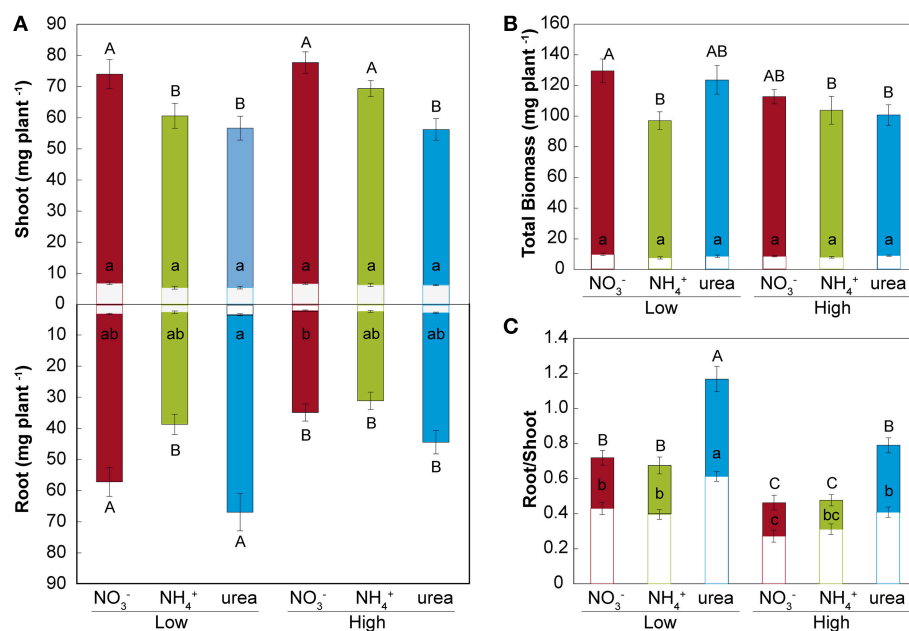 A
90
80
70
60
50
40
30
20
10
0
10
20
30
40
50
60
70
80
90
Shoot (mg plant ⁻¹)
Root (mg plant ⁻¹)
A B B A A B
a a a a a a
ab ab a b ab ab
A B A B B B
NO₃⁻ NH₄⁺ urea NO₃⁻ NH₄⁺ urea
Low High
B
160
140
120
100
80
60
40
20
0
Total Biomass (mg plant ⁻¹)
A B AB AB B B
a a a a a a
NO₃⁻ NH₄⁺ urea NO₃⁻ NH₄⁺ urea
Low High
C
1.4
1.2
1.0
0.8
0.6
0.4
0.2
0
Root/Shoot
B B A C C B
b b a c bc b
NO₃⁻ NH₄⁺ urea NO₃⁻ NH₄⁺ urea
Low High